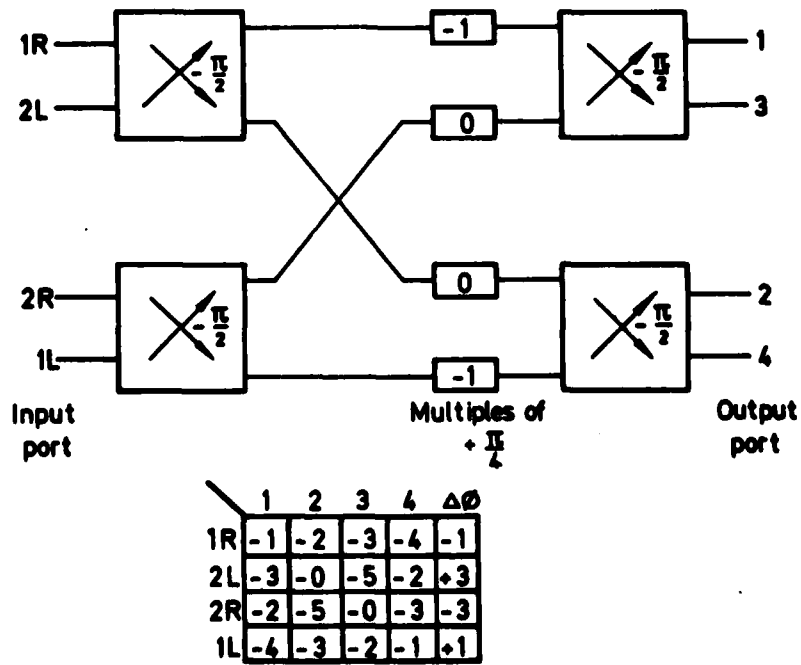 1R
2L
- π/2
-1
0
- π/2
1
3
2R
1L
- π/2
0
-1
- π/2
2
4
Input
port
Multiples of
+ π/4
Output
port
1 2 3 4 ΔØ
1R -1 -2 -3 -4 -1
2L -3 -0 -5 -2 +3
2R -2 -5 -0 -3 -3
1L -4 -3 -2 -1 +1